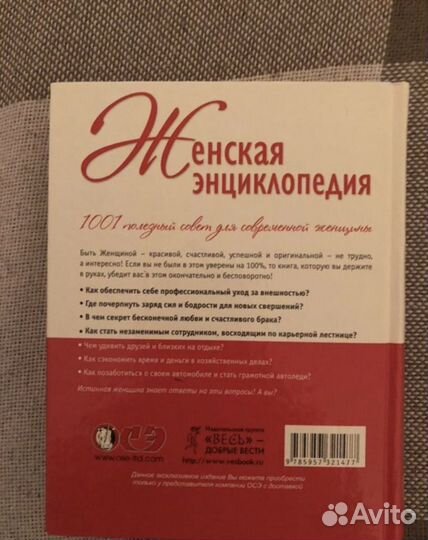 Женская
энциклопедия
1001 полезный совет для современной женщины
Быть Женщиной – красивой, счастливой, успешной и оригинальной – не трудно,
а интересно! Если вы не были в этом уверены на 100%, то книга, которую вы держите
в руках, убедит вас в этом окончательно и бесповоротно!
• Как обеспечить себе профессиональный уход за внешностью?
• Где почерпнуть заряд сил и бодрости для новых свершений?
• В чем секрет бесконечной любви и счастливого брака?
• Как стать незаменимым сотрудником, восходящим по карьерной лестнице?
• Чем удивить друзей и близких на отдыхе?
• Как сэкономить время и деньги в хозяйственных делах?
• Как позаботиться о своем автомобиле и стать грамотной автоледи?
Истинная женщина знает ответы на эти вопросы! А вы?
www.ose-ltd.com
Издательская группа
«ВЕСЬ» –
ДОБРЫЕ ВЕСТИ
http://www.vesbook.ru
9 785957 321477
Данное эксклюзивное издание Вы можете приобрести
только у представителя компании ОСЭ с доставкой
Avito